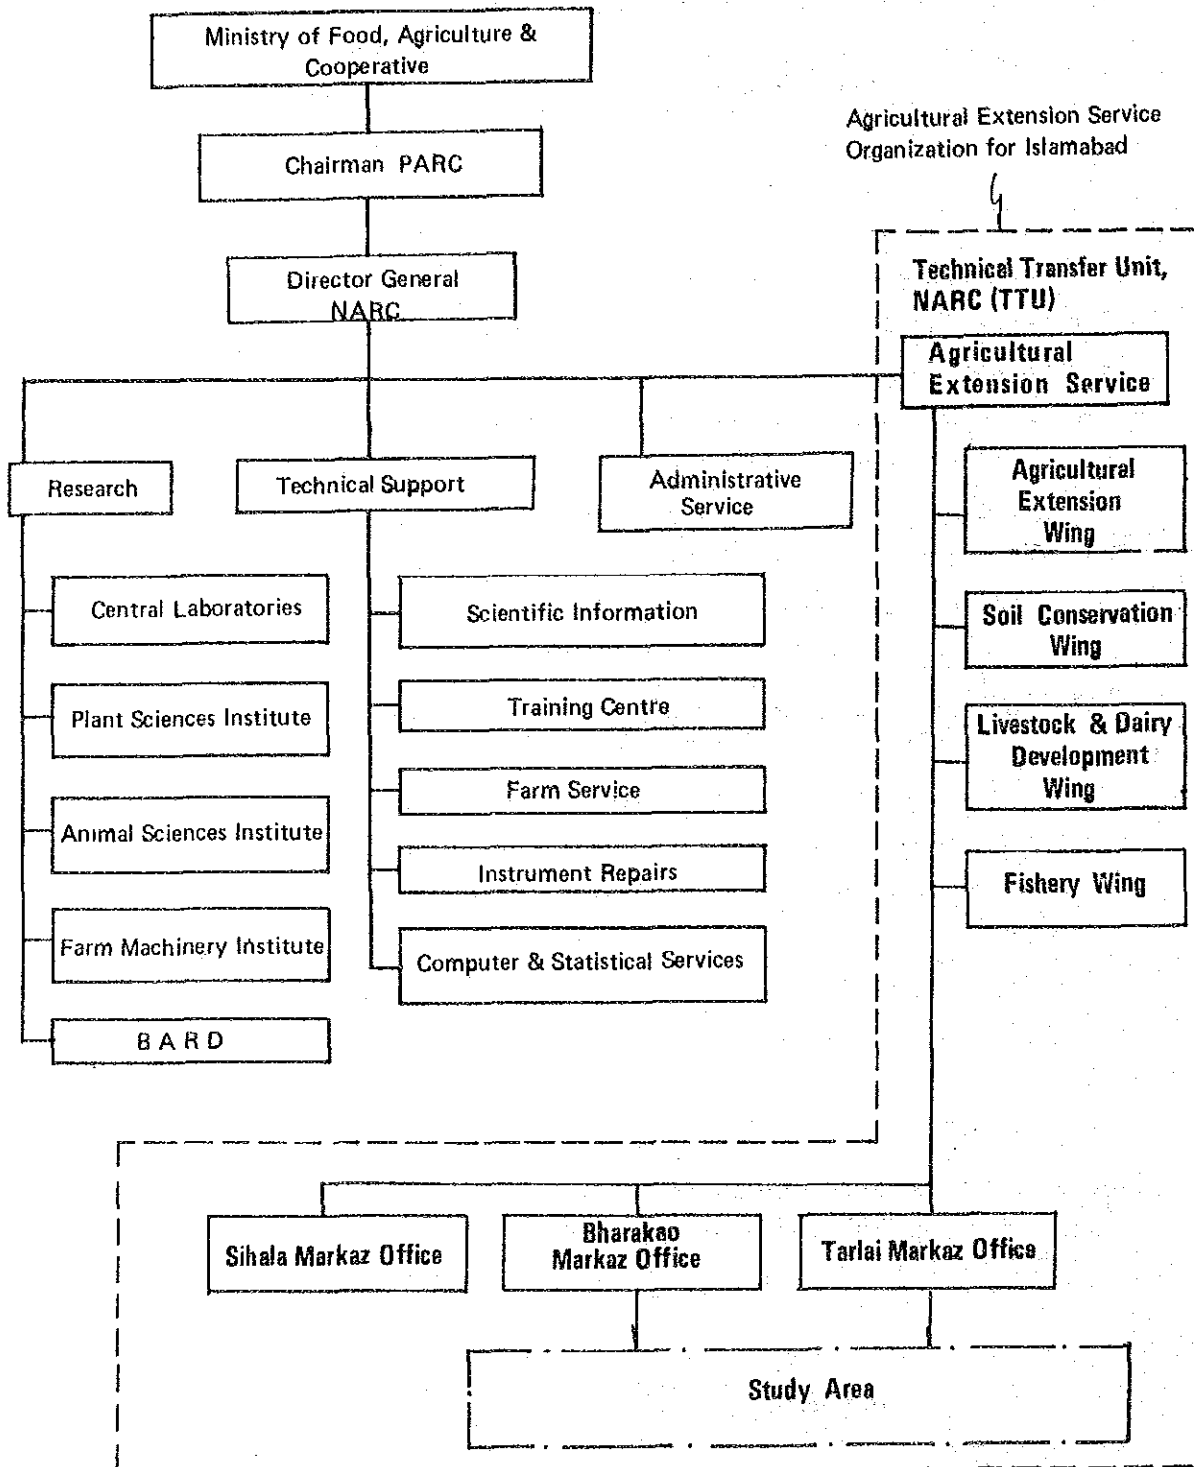 Ministry of Food, Agriculture &
Cooperative
Chairman PARC
Director General
NARC
Agricultural Extension Service
Organization for Islamabad
Technical Transfer Unit,
NARC (TTU)
Agricultural
Extension Service
Research
Technical Support
Administrative
Service
Agricultural
Extension
Wing
Central Laboratories
Scientific Information
Soil Conservation
Wing
Plant Sciences Institute
Training Centre
Livestock & Dairy
Development
Wing
Animal Sciences Institute
Farm Service
Instrument Repairs
Fishery Wing
Farm Machinery Institute
Computer & Statistical Services
BARD
Sihala Markaz Office
Bharakao
Markaz Office
Tarlai Markaz Office
Study Area